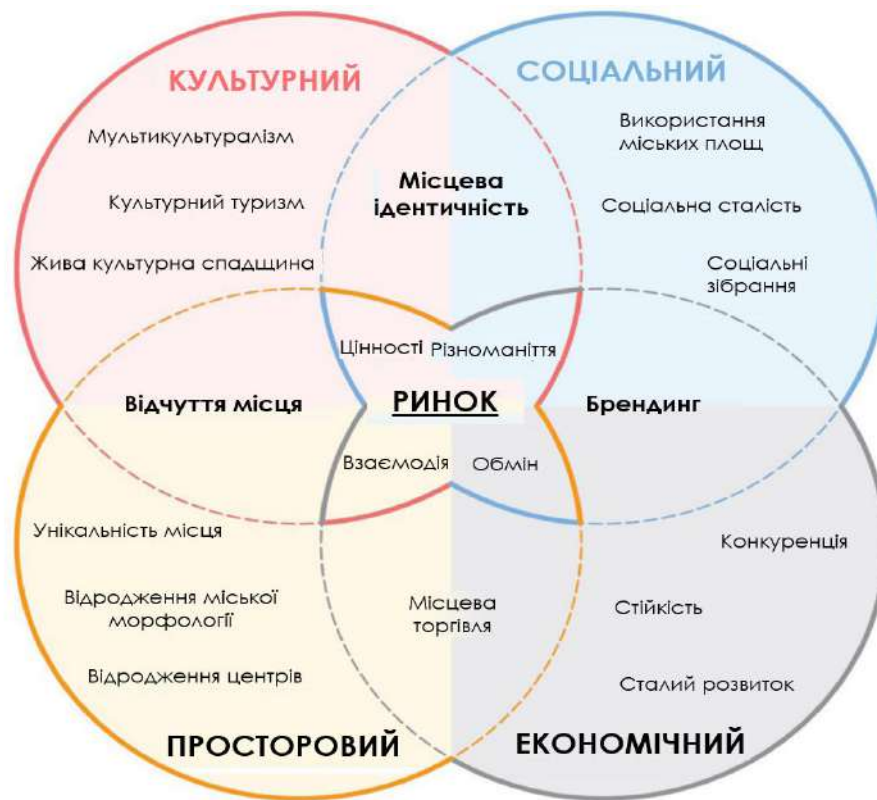 КУЛЬТУРНИЙ
СОЦІАЛЬНИЙ
Мультикультуралізм
Культурний туризм
Жива культурна спадщина
Місцева
ідентичність
Використання
міських площ
Соціальна сталість
Соціальні
зібрання
Цінності
Різноманіття
Відчуття місця
РИНОК
Брендинг
Взаємодія
Обмін
Унікальність місця
Відродження міської
морфології
Відродження центрів
Місцева
торгівля
Конкуренція
Стійкість
Сталий розвиток
ПРОСТОРОВИЙ
ЕКОНОМІЧНИЙ